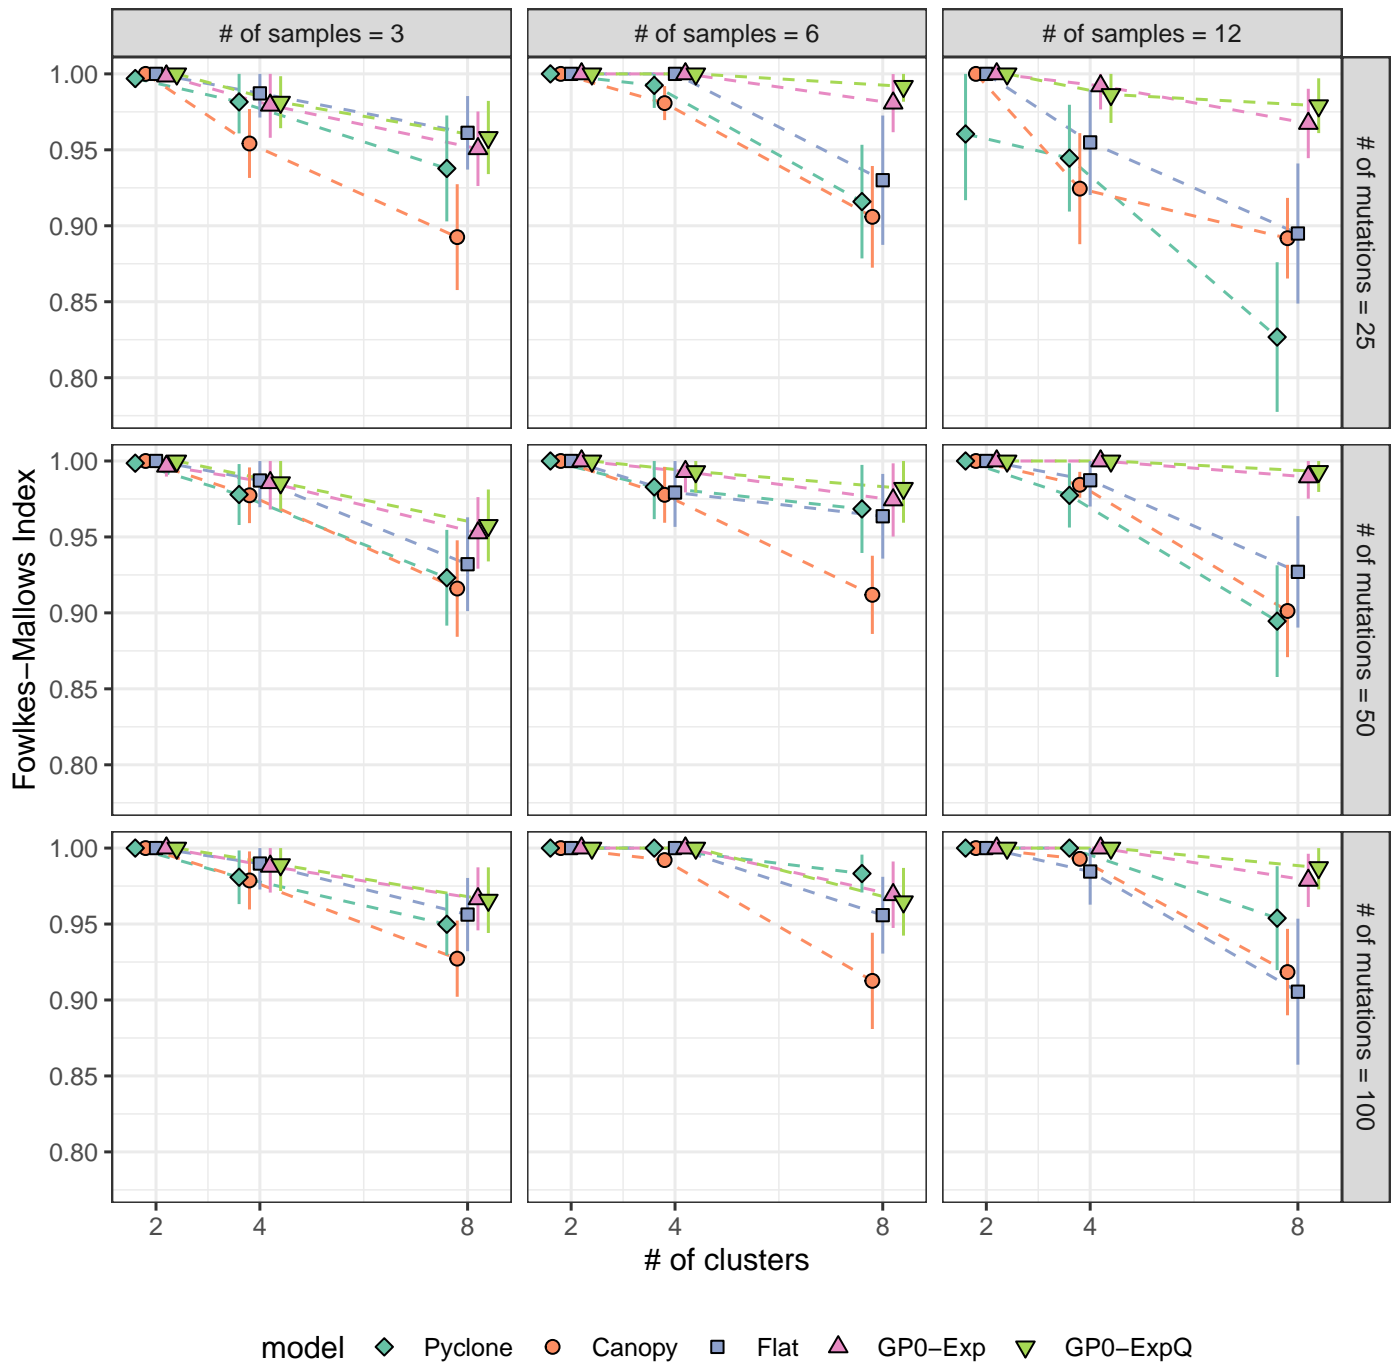 # of samples = 3
# of samples = 6
# of samples = 12
1.00
0.95
0.90
0.85
0.80
# of mutations = 25
1.00
0.95
0.90
0.85
0.80
# of mutations = 50
1.00
0.95
0.90
0.85
0.80
# of mutations = 100
Fowlkes−Mallows Index
2 4 8
2 4 8
2 4 8
# of clusters
model Pyclone Canopy Flat GP0−Exp GP0−ExpQ